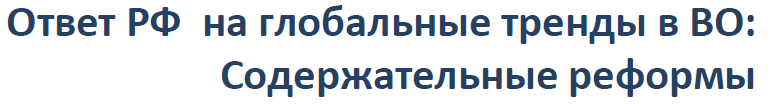 Ответ РФ на глобальные тренды в ВО:
Содержательные реформы